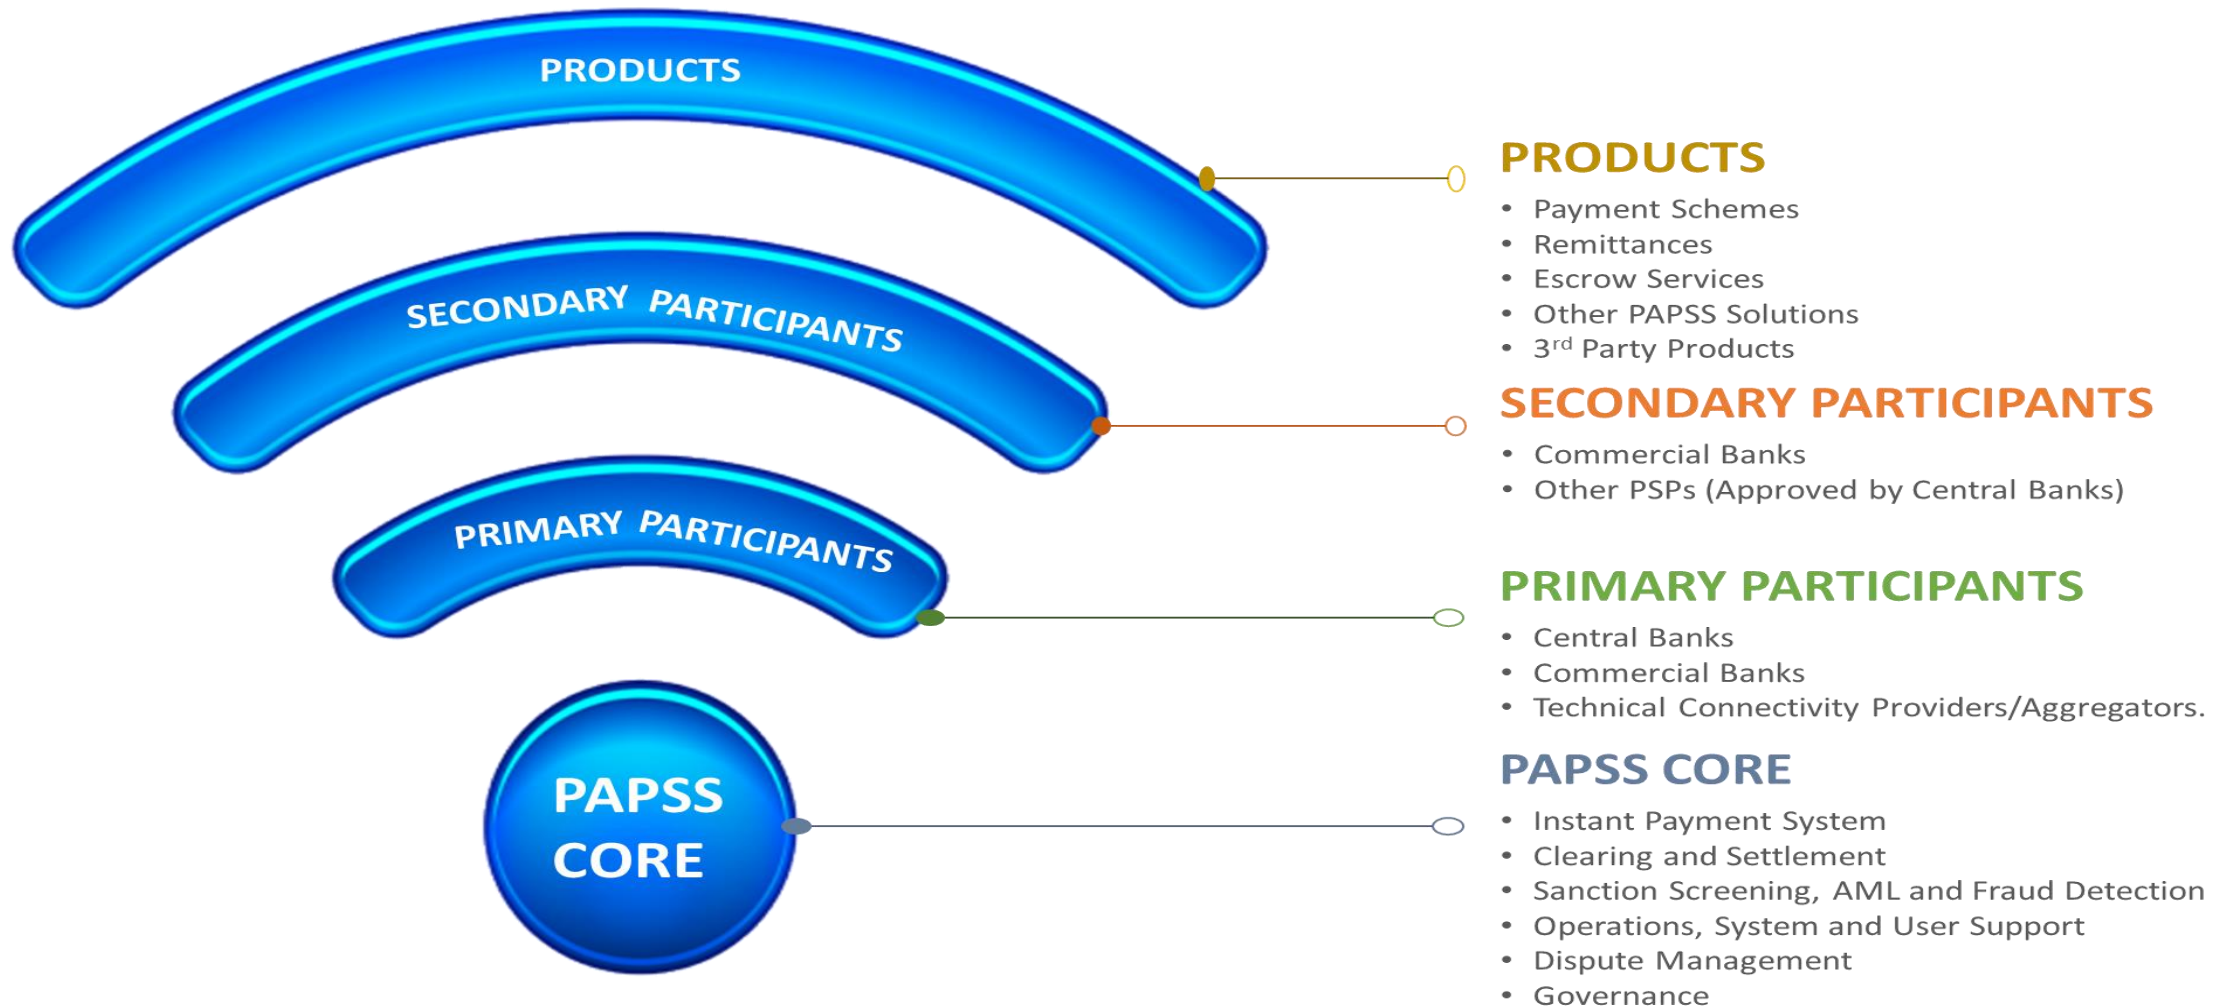 PRODUCTS
SECONDARY PARTICIPANTS
PRIMARY PARTICIPANTS
PAPSS
CORE
PRODUCTS
• Payment Schemes
• Remittances
• Escrow Services
• Other PAPSS Solutions
• 3rd Party Products
SECONDARY PARTICIPANTS
• Commercial Banks
• Other PSPs (Approved by Central Banks)
PRIMARY PARTICIPANTS
• Central Banks
• Commercial Banks
• Technical Connectivity Providers/Aggregators.
PAPSS CORE
• Instant Payment System
• Clearing and Settlement
• Sanction Screening, AML and Fraud Detection
• Operations, System and User Support
• Dispute Management
• Governance